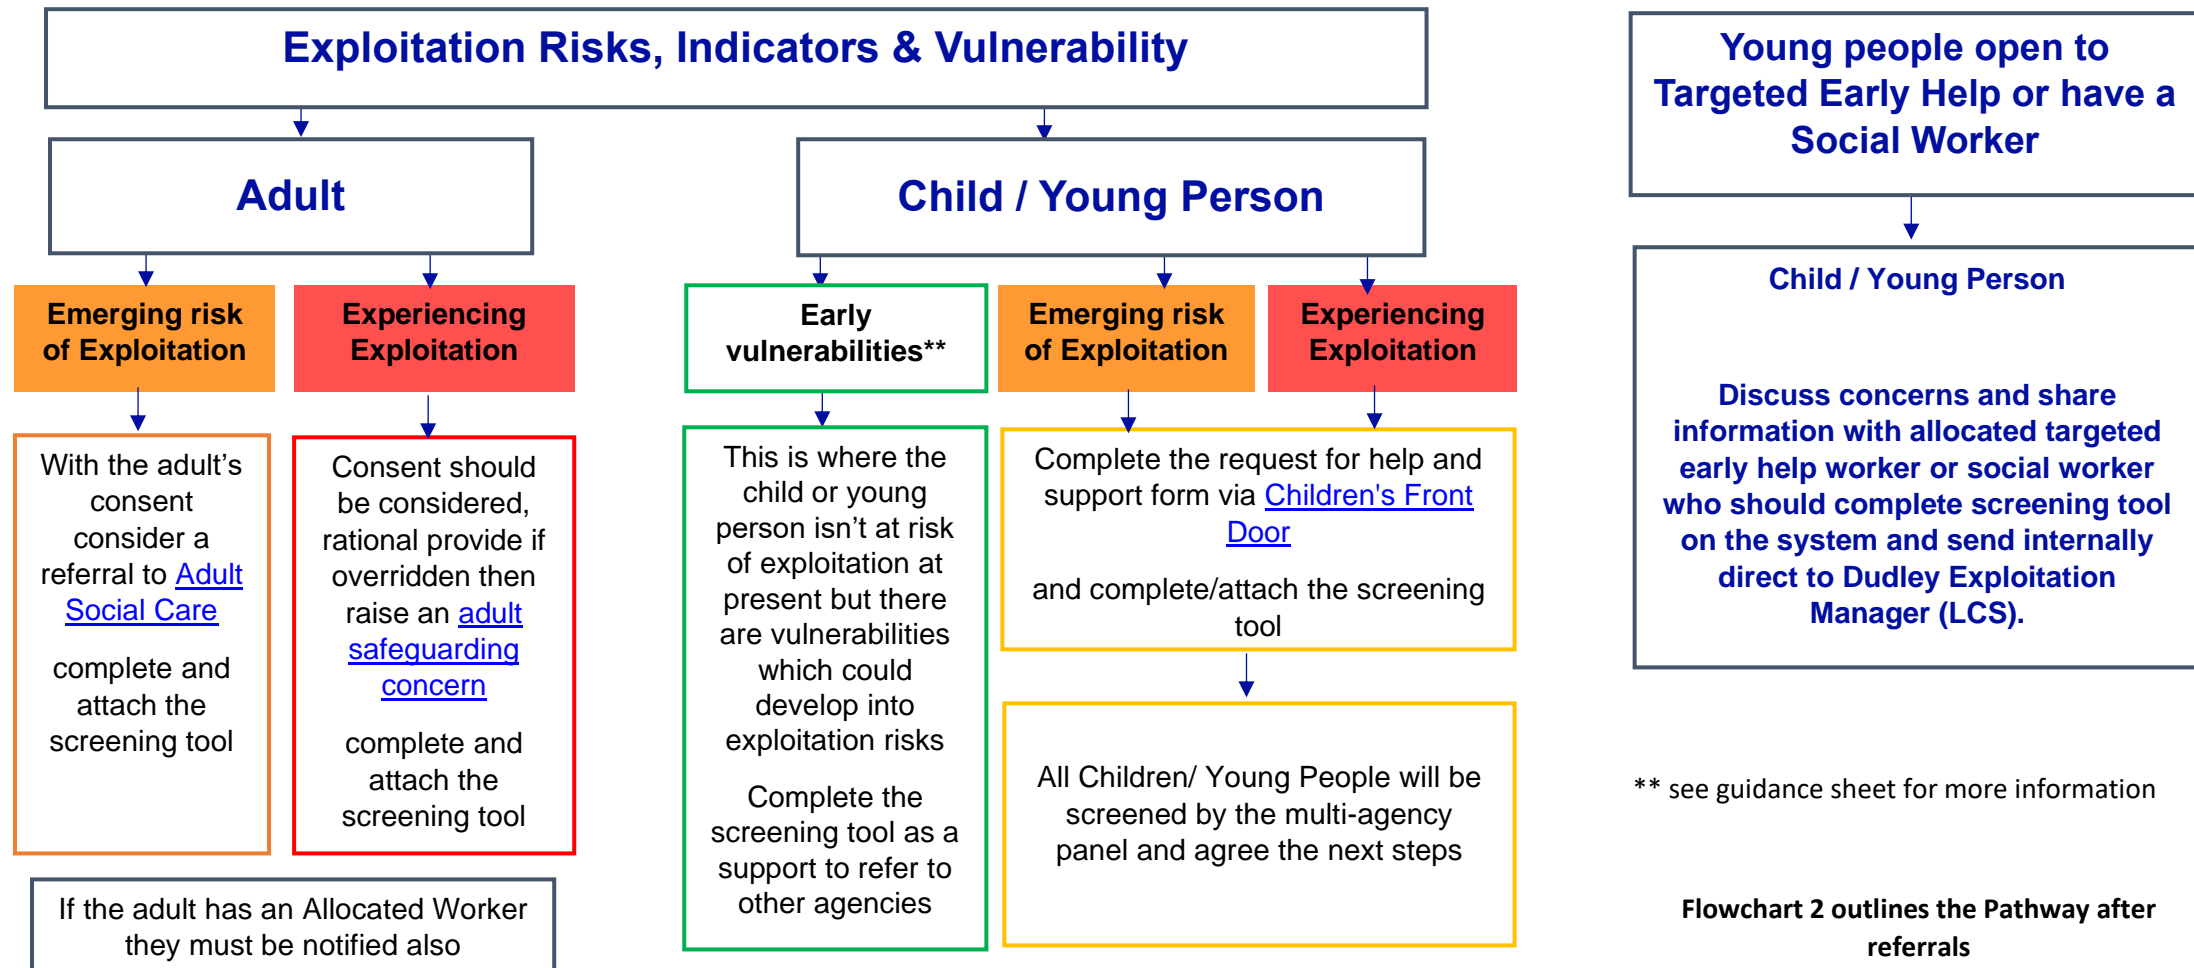 Exploitation Risks, Indicators & Vulnerability
Adult
Emerging risk
of Exploitation
With the adult’s
consent
consider a
referral to Adult
Social Care
complete and
attach the
screening tool
Experiencing
Exploitation
Consent should
be considered,
rational provide if
overridden then
raise an adult
safeguarding
concern
complete and
attach the
screening tool
If the adult has an Allocated Worker
they must be notified also
Child / Young Person
Early
vulnerabilities**
This is where the
child or young
person isn’t at risk
of exploitation at
present but there
are vulnerabilities
which could
develop into
exploitation risks
Complete the
screening tool as a
support to refer to
other agencies
Emerging risk
of Exploitation
Experiencing
Exploitation
Complete the request for help and
support form via Children's Front
Door
and complete/attach the screening
tool
All Children/ Young People will be
screened by the multi-agency
panel and agree the next steps
Young people open to
Targeted Early Help or have a
Social Worker
Child / Young Person
Discuss concerns and share
information with allocated targeted
early help worker or social worker
who should complete screening tool
on the system and send internally
direct to Dudley Exploitation
Manager (LCS).
** see guidance sheet for more information
Flowchart 2 outlines the Pathway after
referrals